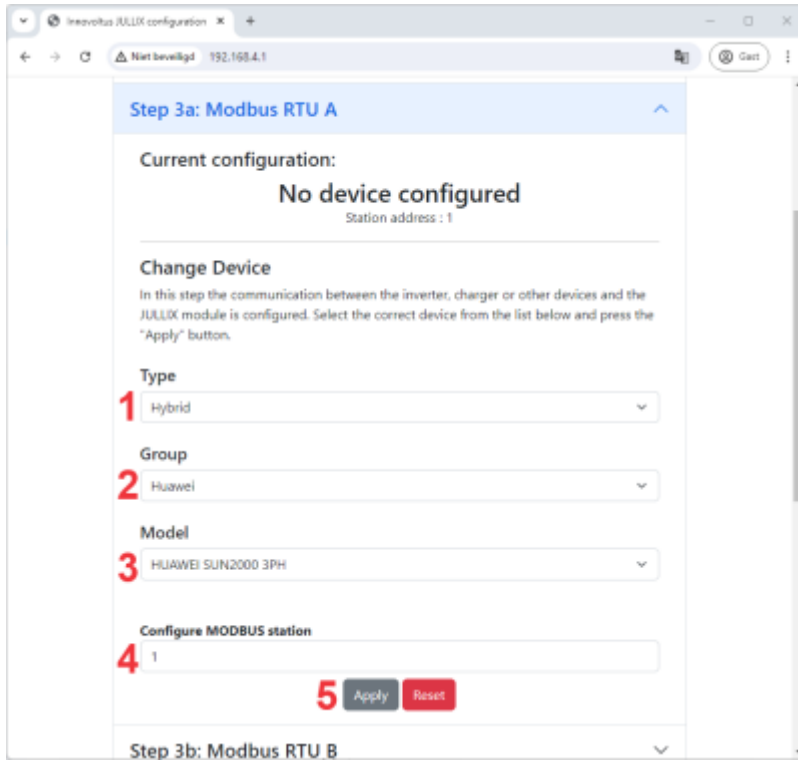 Innovoltus JULLIX configuration
Niet beveiligd 192.168.4.1 Gast
Step 3a: Modbus RTU A
Current configuration:
No device configured
Station address : 1
Change Device
In this step the communication between the inverter, charger or other devices and the
JULLIX module is configured. Select the correct device from the list below and press the
"Apply" button.
Type
1 Hybrid
Group
2 Huawei
Model
3 HUAWEI SUN2000 3PH
Configure MODBUS station
4 1
5 Apply Reset
Step 3b: Modbus RTU B